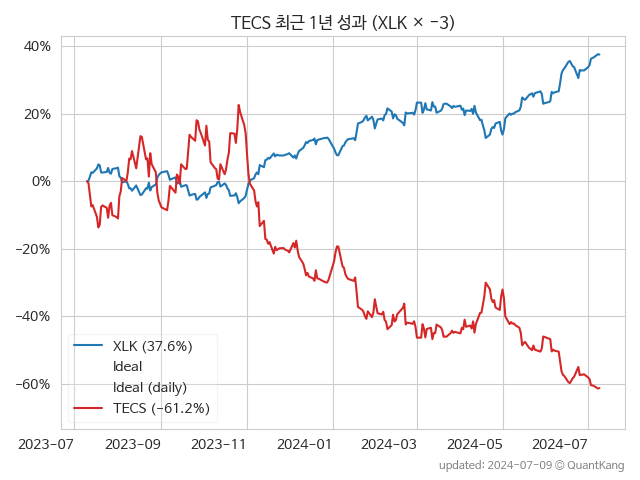 TECS 최근 1년 성과 (XLK × −3)
40%
20%
0%
−20%
−40%
−60%
XLK (37.6%)
Ideal
Ideal (daily)
TECS (−61.2%)
2023-07
2023-09
2023-11
2024-01
2024-03
2024-05
2024-07
updated: 2024-07-09 © QuantKang